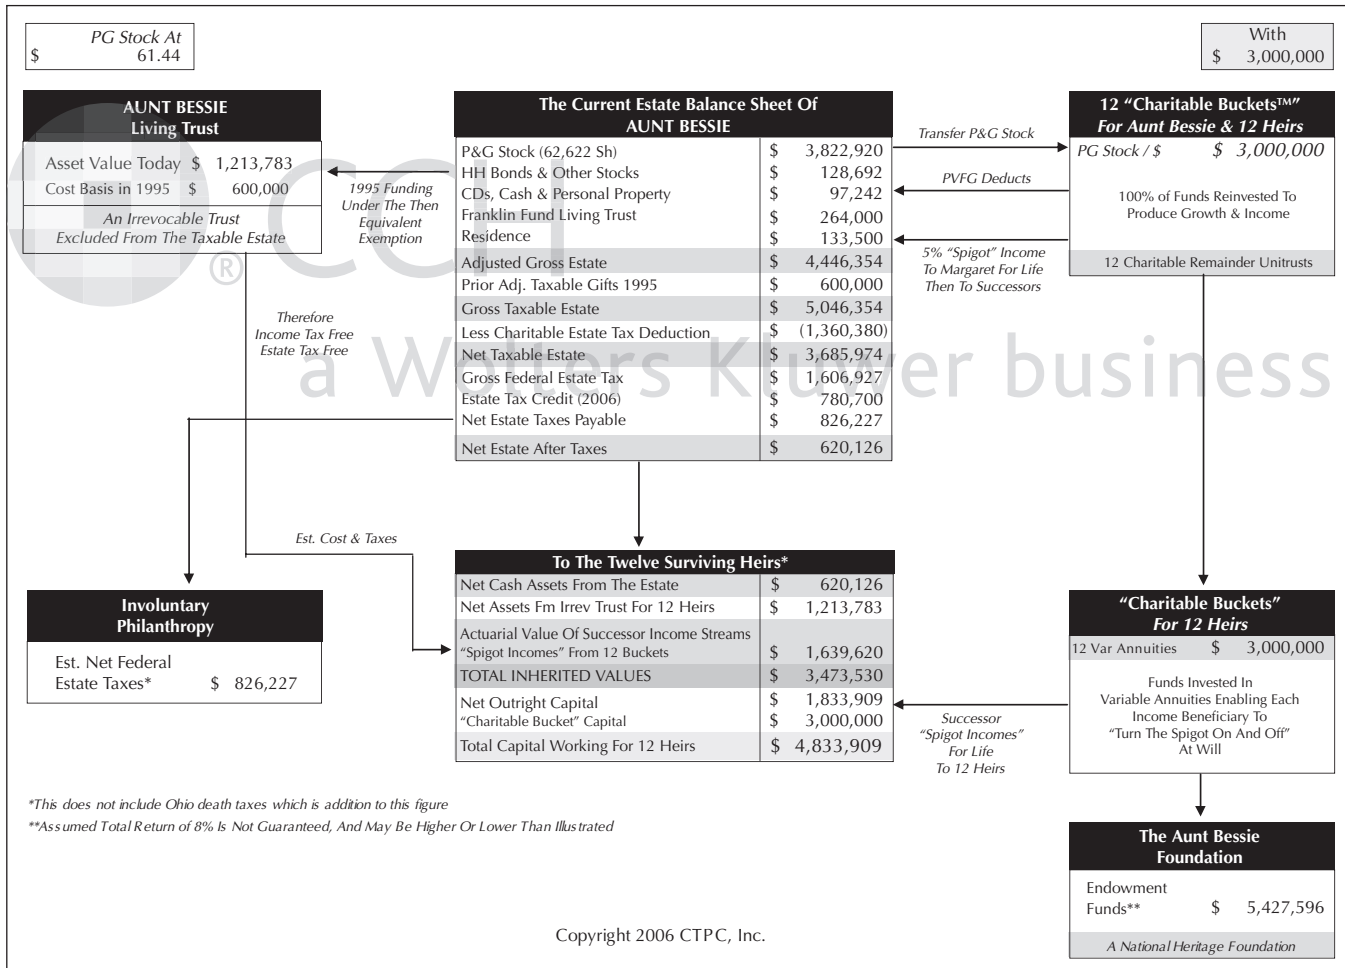 PG Stock At
$ 61.44
With
$ 3,000,000
AUNT BESSIE
Living Trust
Asset Value Today $ 1,213,783
Cost Basis in 1995 $ 600,000
An Irrevocable Trust
Excluded From The Taxable Estate
1995 Funding
Under The Then
Equivalent
Exemption
The Current Estate Balance Sheet Of
AUNT BESSIE
P&G Stock (62,622 Sh) $ 3,822,920
HH Bonds & Other Stocks $ 128,692
CDs, Cash & Personal Property $ 97,242
Franklin Fund Living Trust $ 264,000
Residence $ 133,500
Adjusted Gross Estate $ 4,446,354
Prior Adj. Taxable Gifts 1995 $ 600,000
Gross Taxable Estate $ 5,046,354
Less Charitable Estate Tax Deduction $ (1,360,380)
Net Taxable Estate $ 3,685,974
Gross Federal Estate Tax $ 1,606,927
Estate Tax Credit (2006) $ 780,700
Net Estate Taxes Payable $ 826,227
Net Estate After Taxes $ 620,126
Transfer P&G Stock
PVFG Deducts
5% “Spigot” Income
To Margaret For Life
Then To Successors
12 “Charitable Buckets™”
For Aunt Bessie & 12 Heirs
PG Stock / $ $ 3,000,000
100% of Funds Reinvested To
Produce Growth & Income
12 Charitable Remainder Unitrusts
® CCH
a Wolters Kluwer business
Therefore
Income Tax Free
Estate Tax Free
Est. Cost & Taxes
Involuntary
Philanthropy
Est. Net Federal
Estate Taxes* $ 826,227
To The Twelve Surviving Heirs*
Net Cash Assets From The Estate $ 620,126
Net Assets Fm Irrev Trust For 12 Heirs $ 1,213,783
Actuarial Value Of Successor Income Streams
“Spigot Incomes” From 12 Buckets $ 1,639,620
TOTAL INHERITED VALUES $ 3,473,530
Net Outright Capital $ 1,833,909
“Charitable Bucket” Capital $ 3,000,000
Total Capital Working For 12 Heirs $ 4,833,909
Successor
“Spigot Incomes”
For Life
To 12 Heirs
“Charitable Buckets”
For 12 Heirs
12 Var Annuities $ 3,000,000
Funds Invested In
Variable Annuities Enabling Each
Income Beneficiary To
“Turn The Spigot On And Off”
At Will
*This does not include Ohio death taxes which is addition to this figure
**Assumed Total Return of 8% Is Not Guaranteed, And May Be Higher Or Lower Than Illustrated
The Aunt Bessie
Foundation
Endowment
Funds** $ 5,427,596
A National Heritage Foundation
Copyright 2006 CTPC, Inc.